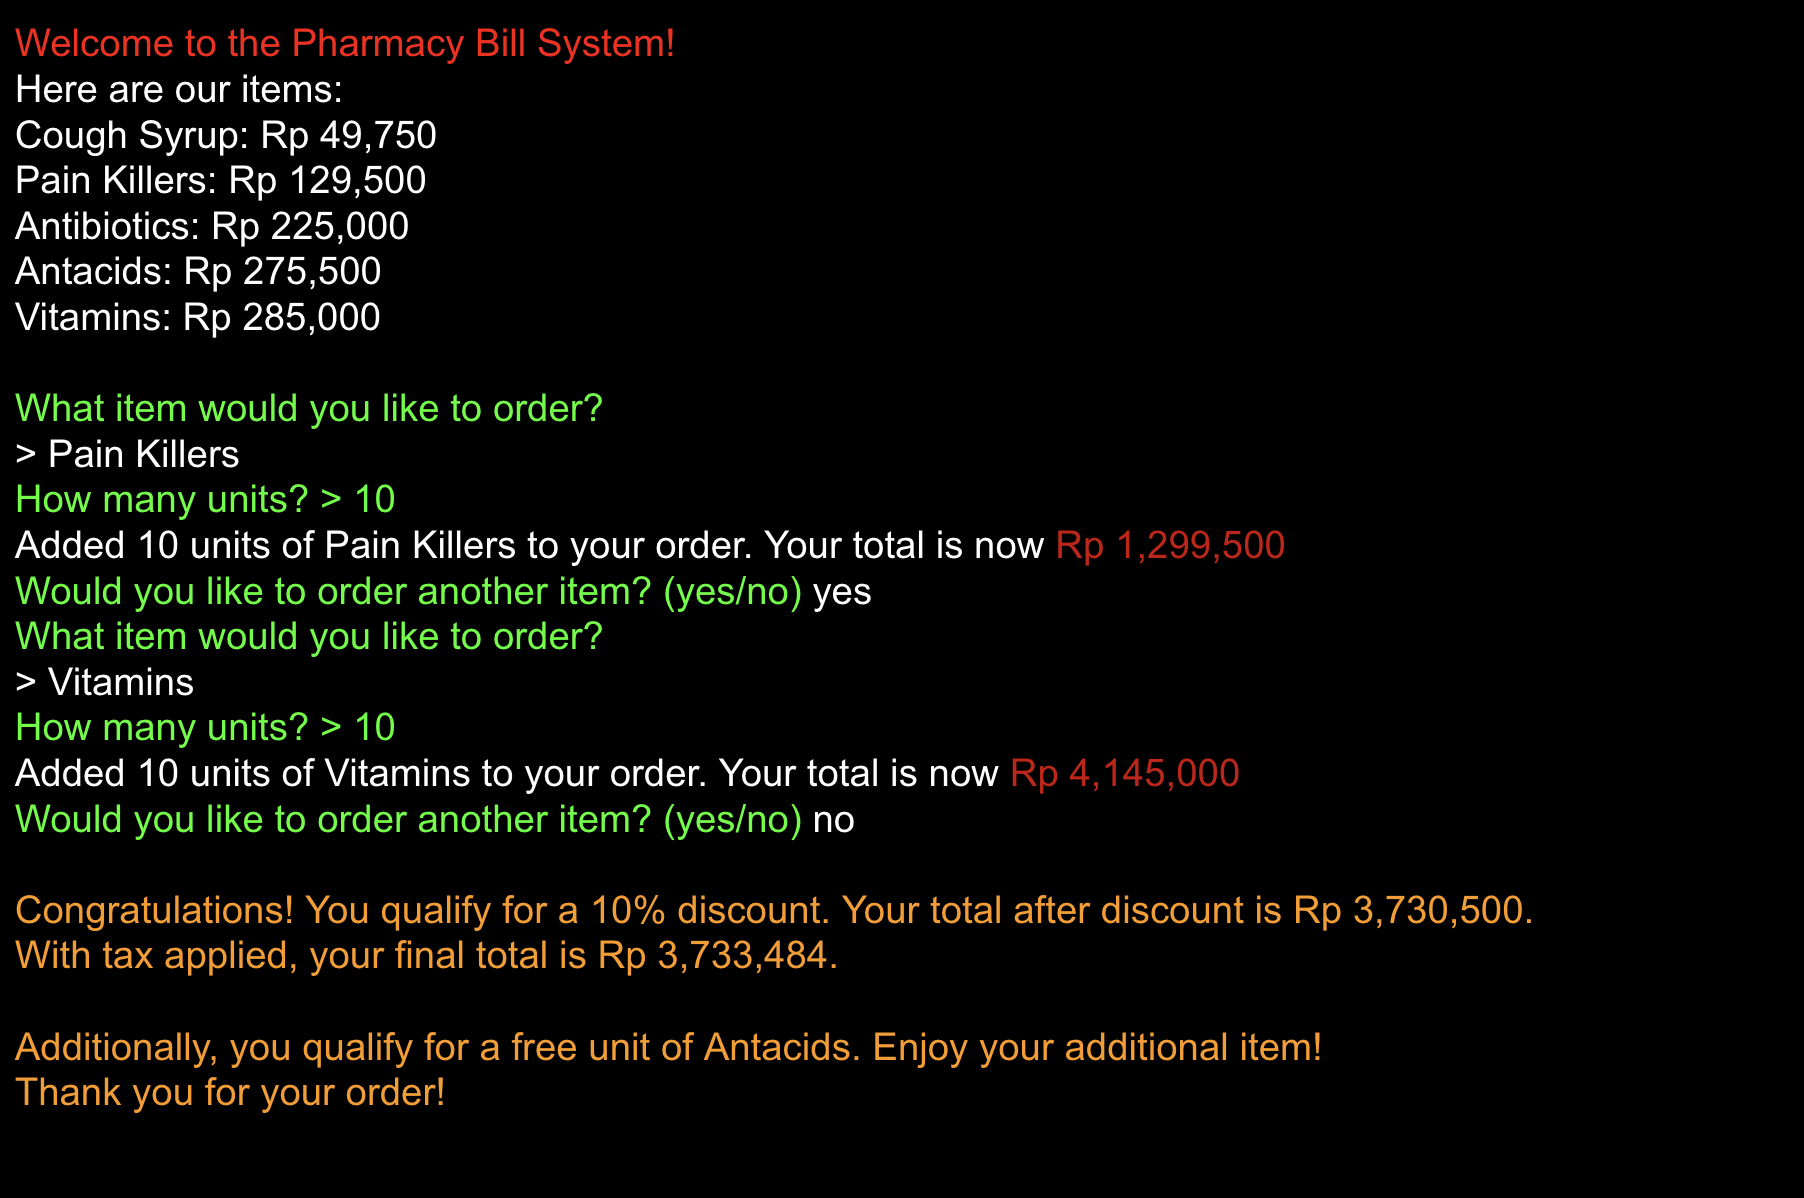 Welcome to the Pharmacy Bill System!
Here are our items:
Cough Syrup: Rp 49,750
Pain Killers: Rp 129,500
Antibiotics: Rp 225,000
Antacids: Rp 275,500
Vitamins: Rp 285,000
What item would you like to order?
> Pain Killers
How many units? > 10
Added 10 units of Pain Killers to your order. Your total is now Rp 1,299,500
Would you like to order another item? (yes/no) yes
What item would you like to order?
> Vitamins
How many units? > 10
Added 10 units of Vitamins to your order. Your total is now Rp 4,145,000
Would you like to order another item? (yes/no) no
Congratulations! You qualify for a 10% discount. Your total after discount is Rp 3,730,500.
With tax applied, your final total is Rp 3,733,484.
Additionally, you qualify for a free unit of Antacids. Enjoy your additional item!
Thank you for your order!